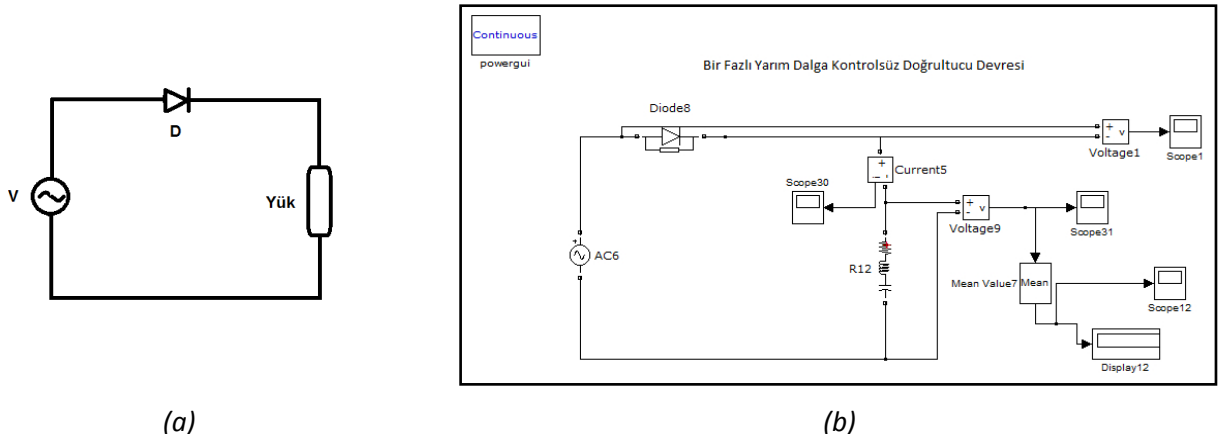 V
D
Yük
(a)
Continuous
powergui
Bir Fazlı Yarım Dalga Kontrolsüz Doğrultucu Devresi
Diode8
+
-
v
Voltage1
Scope1
+
-
i
Current5
Scope30
+
-
v
Voltage9
Scope31
+
AC6
R12
Mean Value7
Mean
Scope12
Display12
(b)